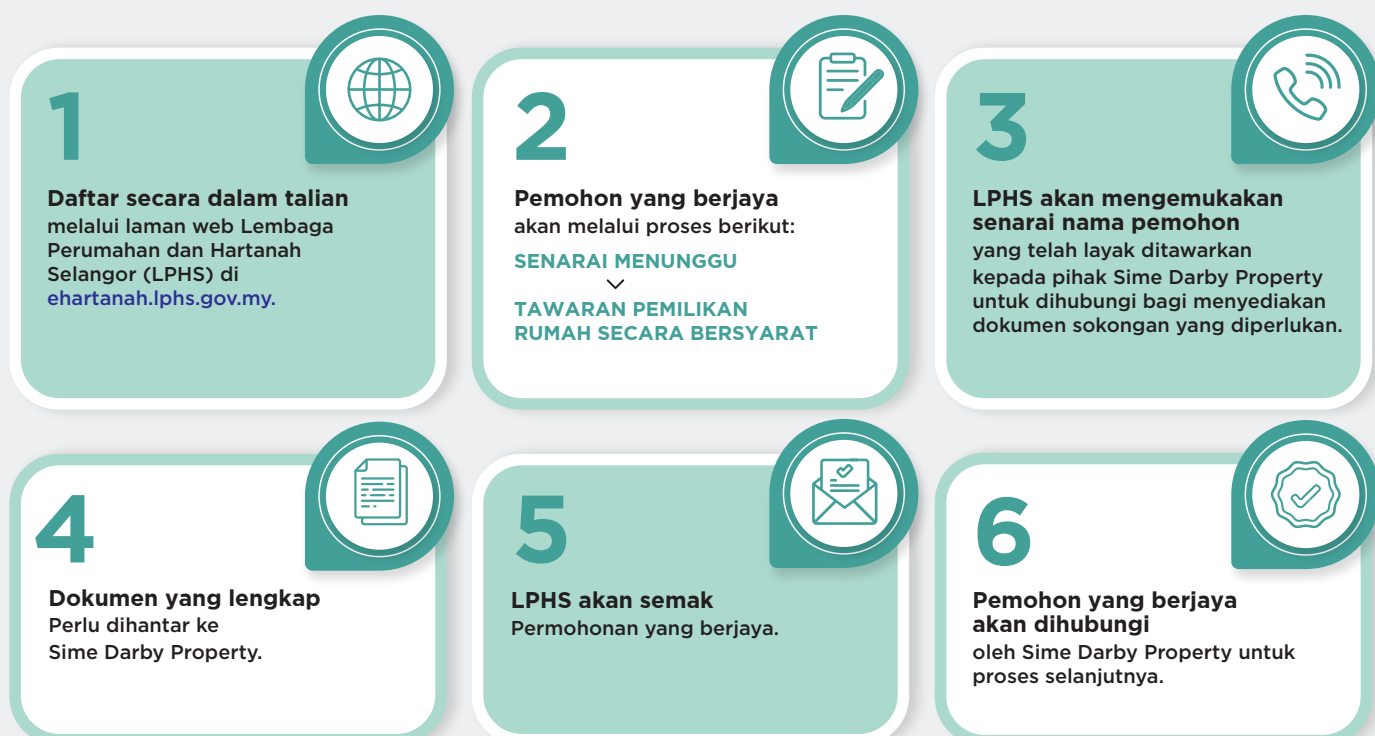 1
Daftar secara dalam talian
melalui laman web Lembaga
Perumahan dan Hartanah
Selangor (LPHS) di
ehartanah.lphs.gov.my.
2
Pemohon yang berjaya
akan melalui proses berikut:
SENARAI MENUNGGU
TAWARAN PEMILIKAN
RUMAH SECARA BERSYARAT
3
LPHS akan mengemukakan
senarai nama pemohon
yang telah layak ditawarkan
kepada pihak Sime Darby Property
untuk dihubungi bagi menyediakan
dokumen sokongan yang diperlukan.
4
Dokumen yang lengkap
Perlu dihantar ke
Sime Darby Property.
5
LPHS akan semak
Permohonan yang berjaya.
6
Pemohon yang berjaya
akan dihubungi
oleh Sime Darby Property untuk
proses selanjutnya.